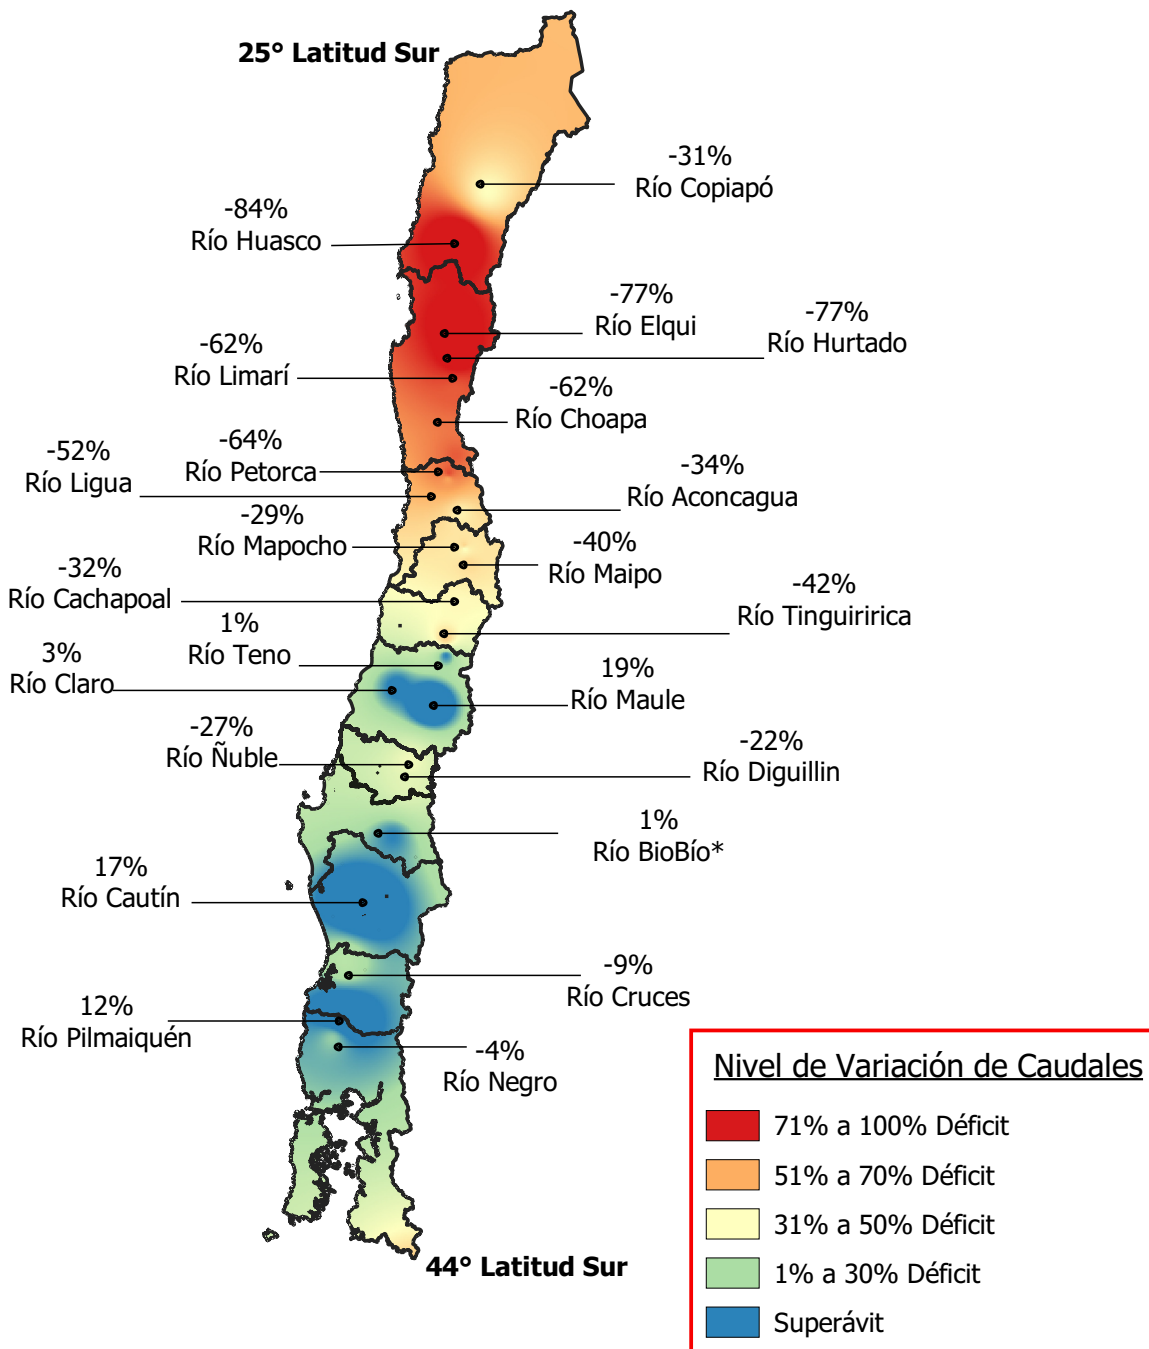 25° Latitud Sur
-31%
Río Copiapó
-84%
Río Huasco
-77%
Río Elqui
-77%
Río Hurtado
-62%
Río Limarí
-62%
Río Choapa
-64%
Río Petorca
-52%
Río Ligua
-34%
Río Aconcagua
-29%
Río Mapocho
-40%
Río Maipo
-32%
Río Cachapoal
-42%
Río Tinguiririca
1%
Río Teno
3%
Río Claro
19%
Río Maule
-27%
Río Ñuble
-22%
Río Diguillin
1%
Río BioBío*
17%
Río Cautín
-9%
Río Cruces
12%
Río Pilmaiquén
-4%
Río Negro
44° Latitud Sur
Nivel de Variación de Caudales
71% a 100% Déficit
51% a 70% Déficit
31% a 50% Déficit
1% a 30% Déficit
Superávit